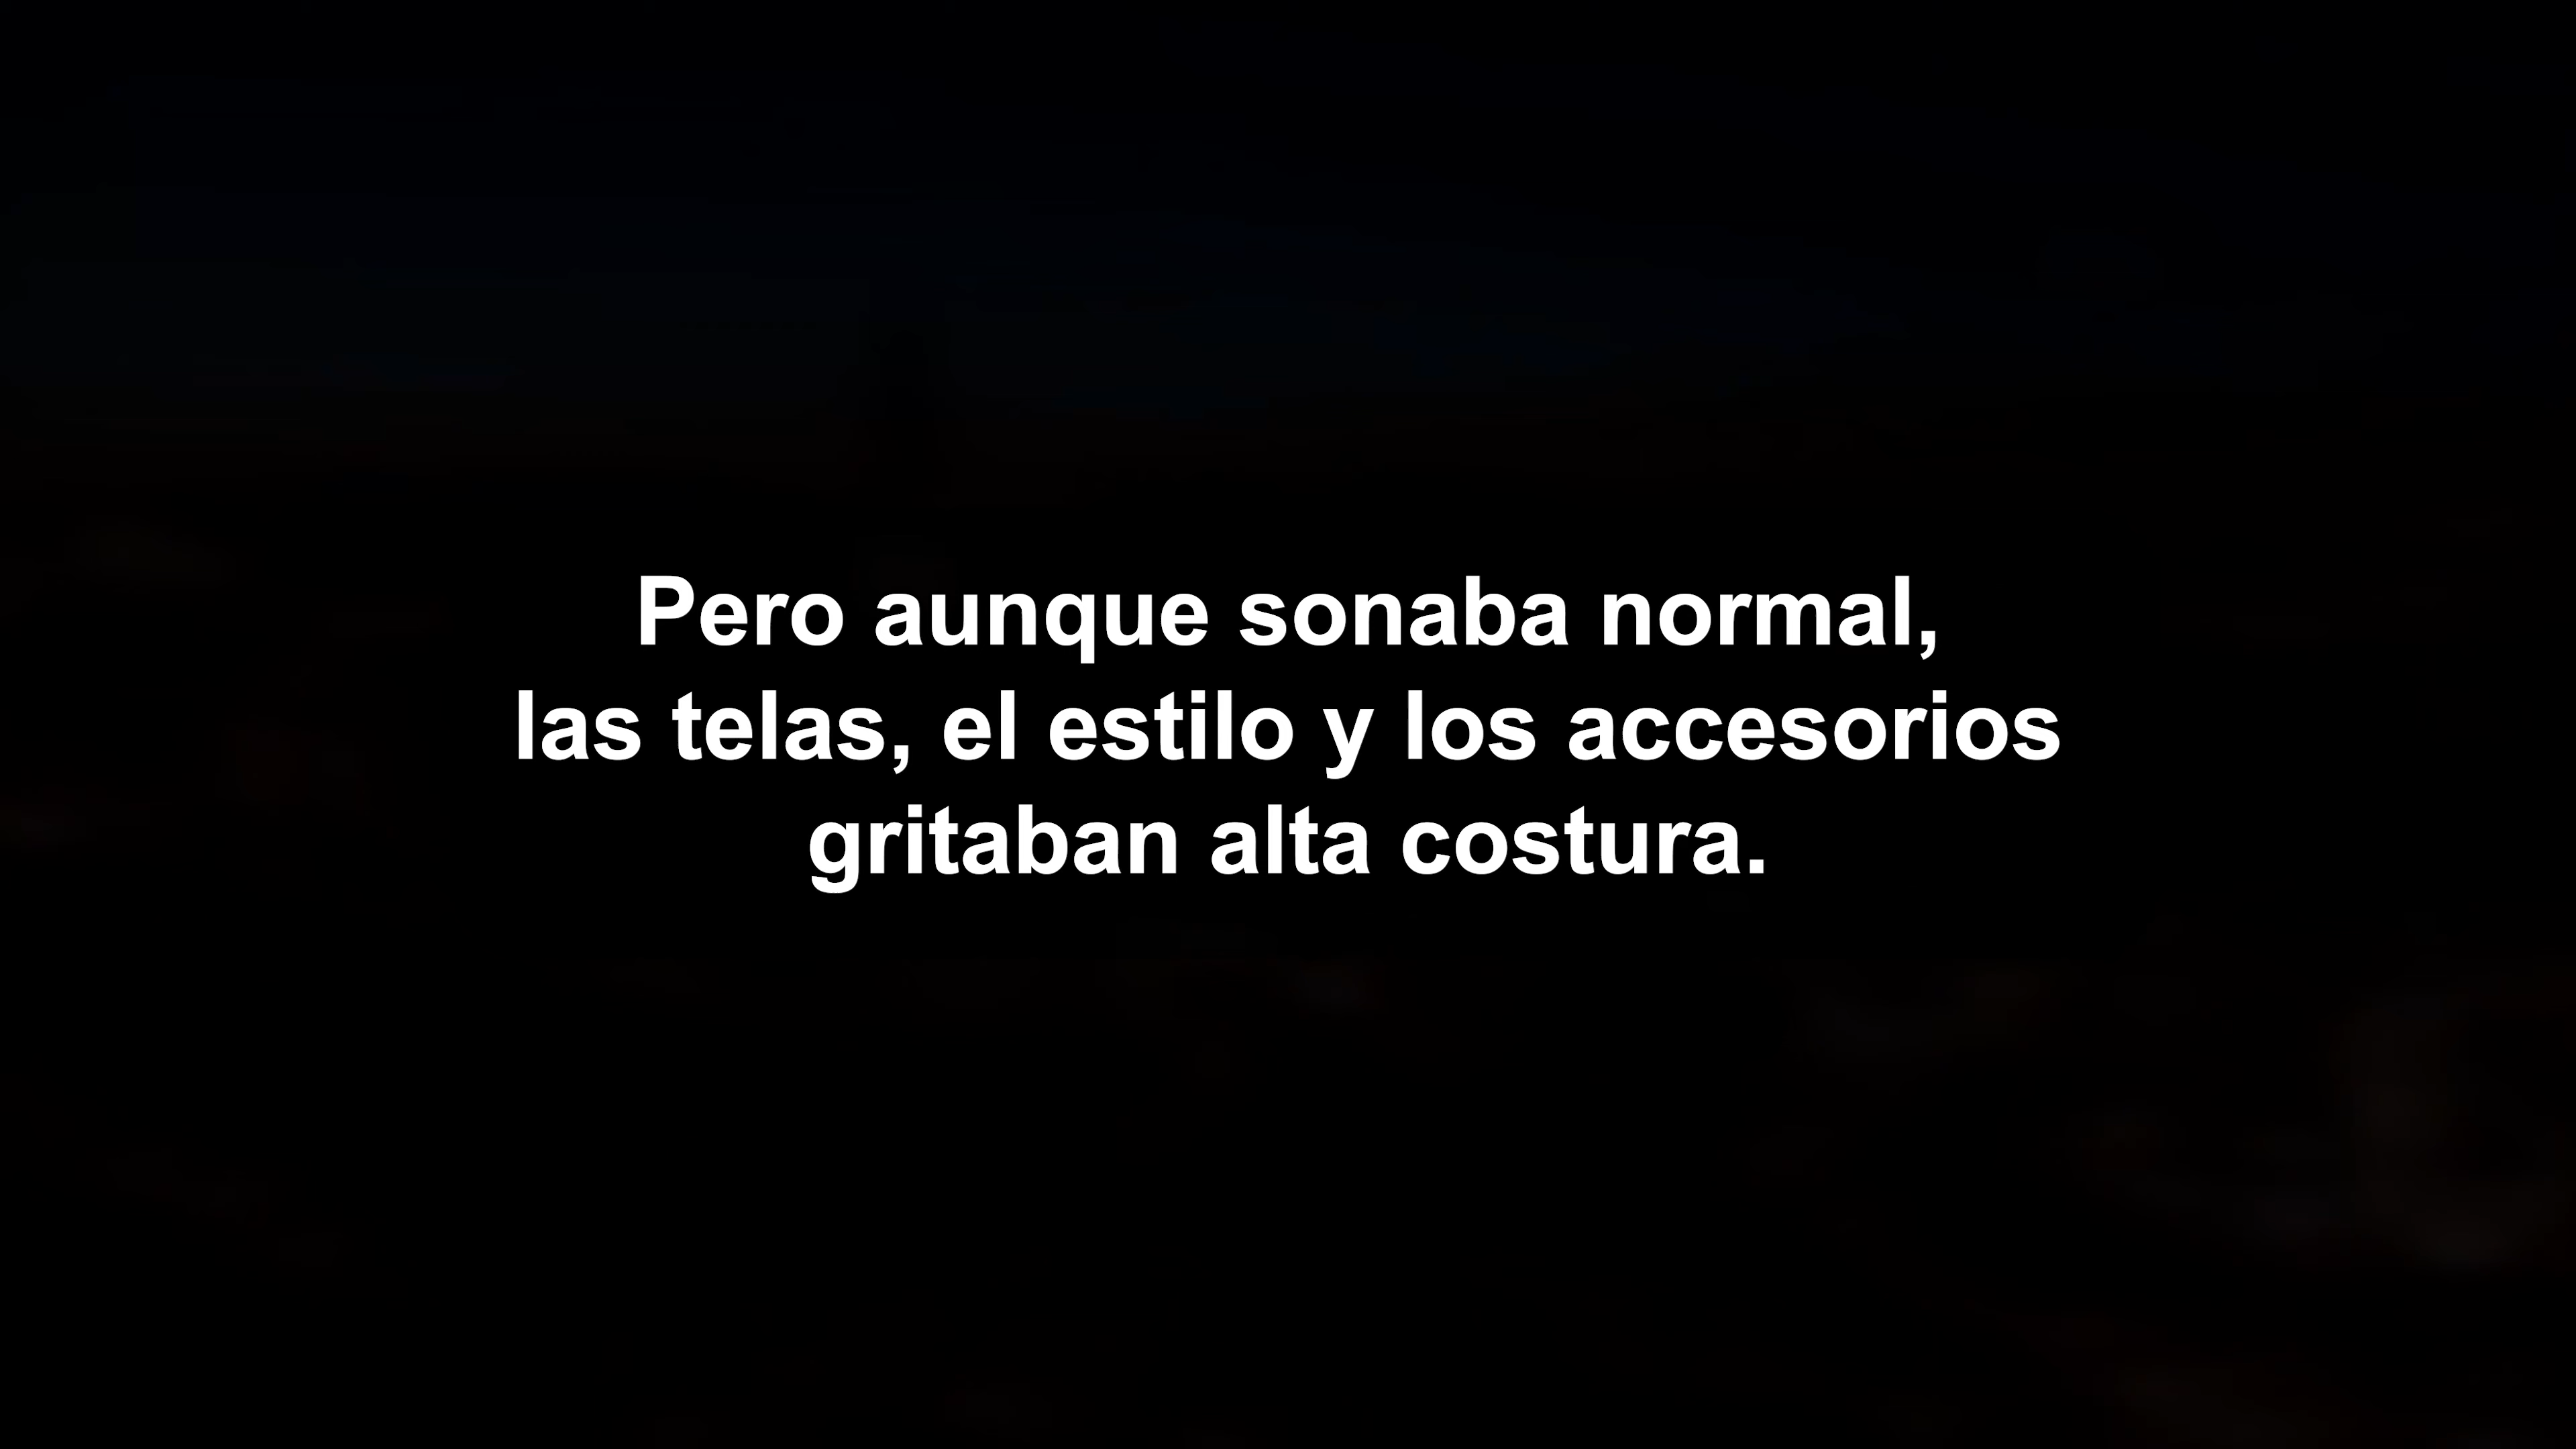 Pero aunque sonaba normal,
las telas, el estilo y los accesorios
gritaban alta costura.